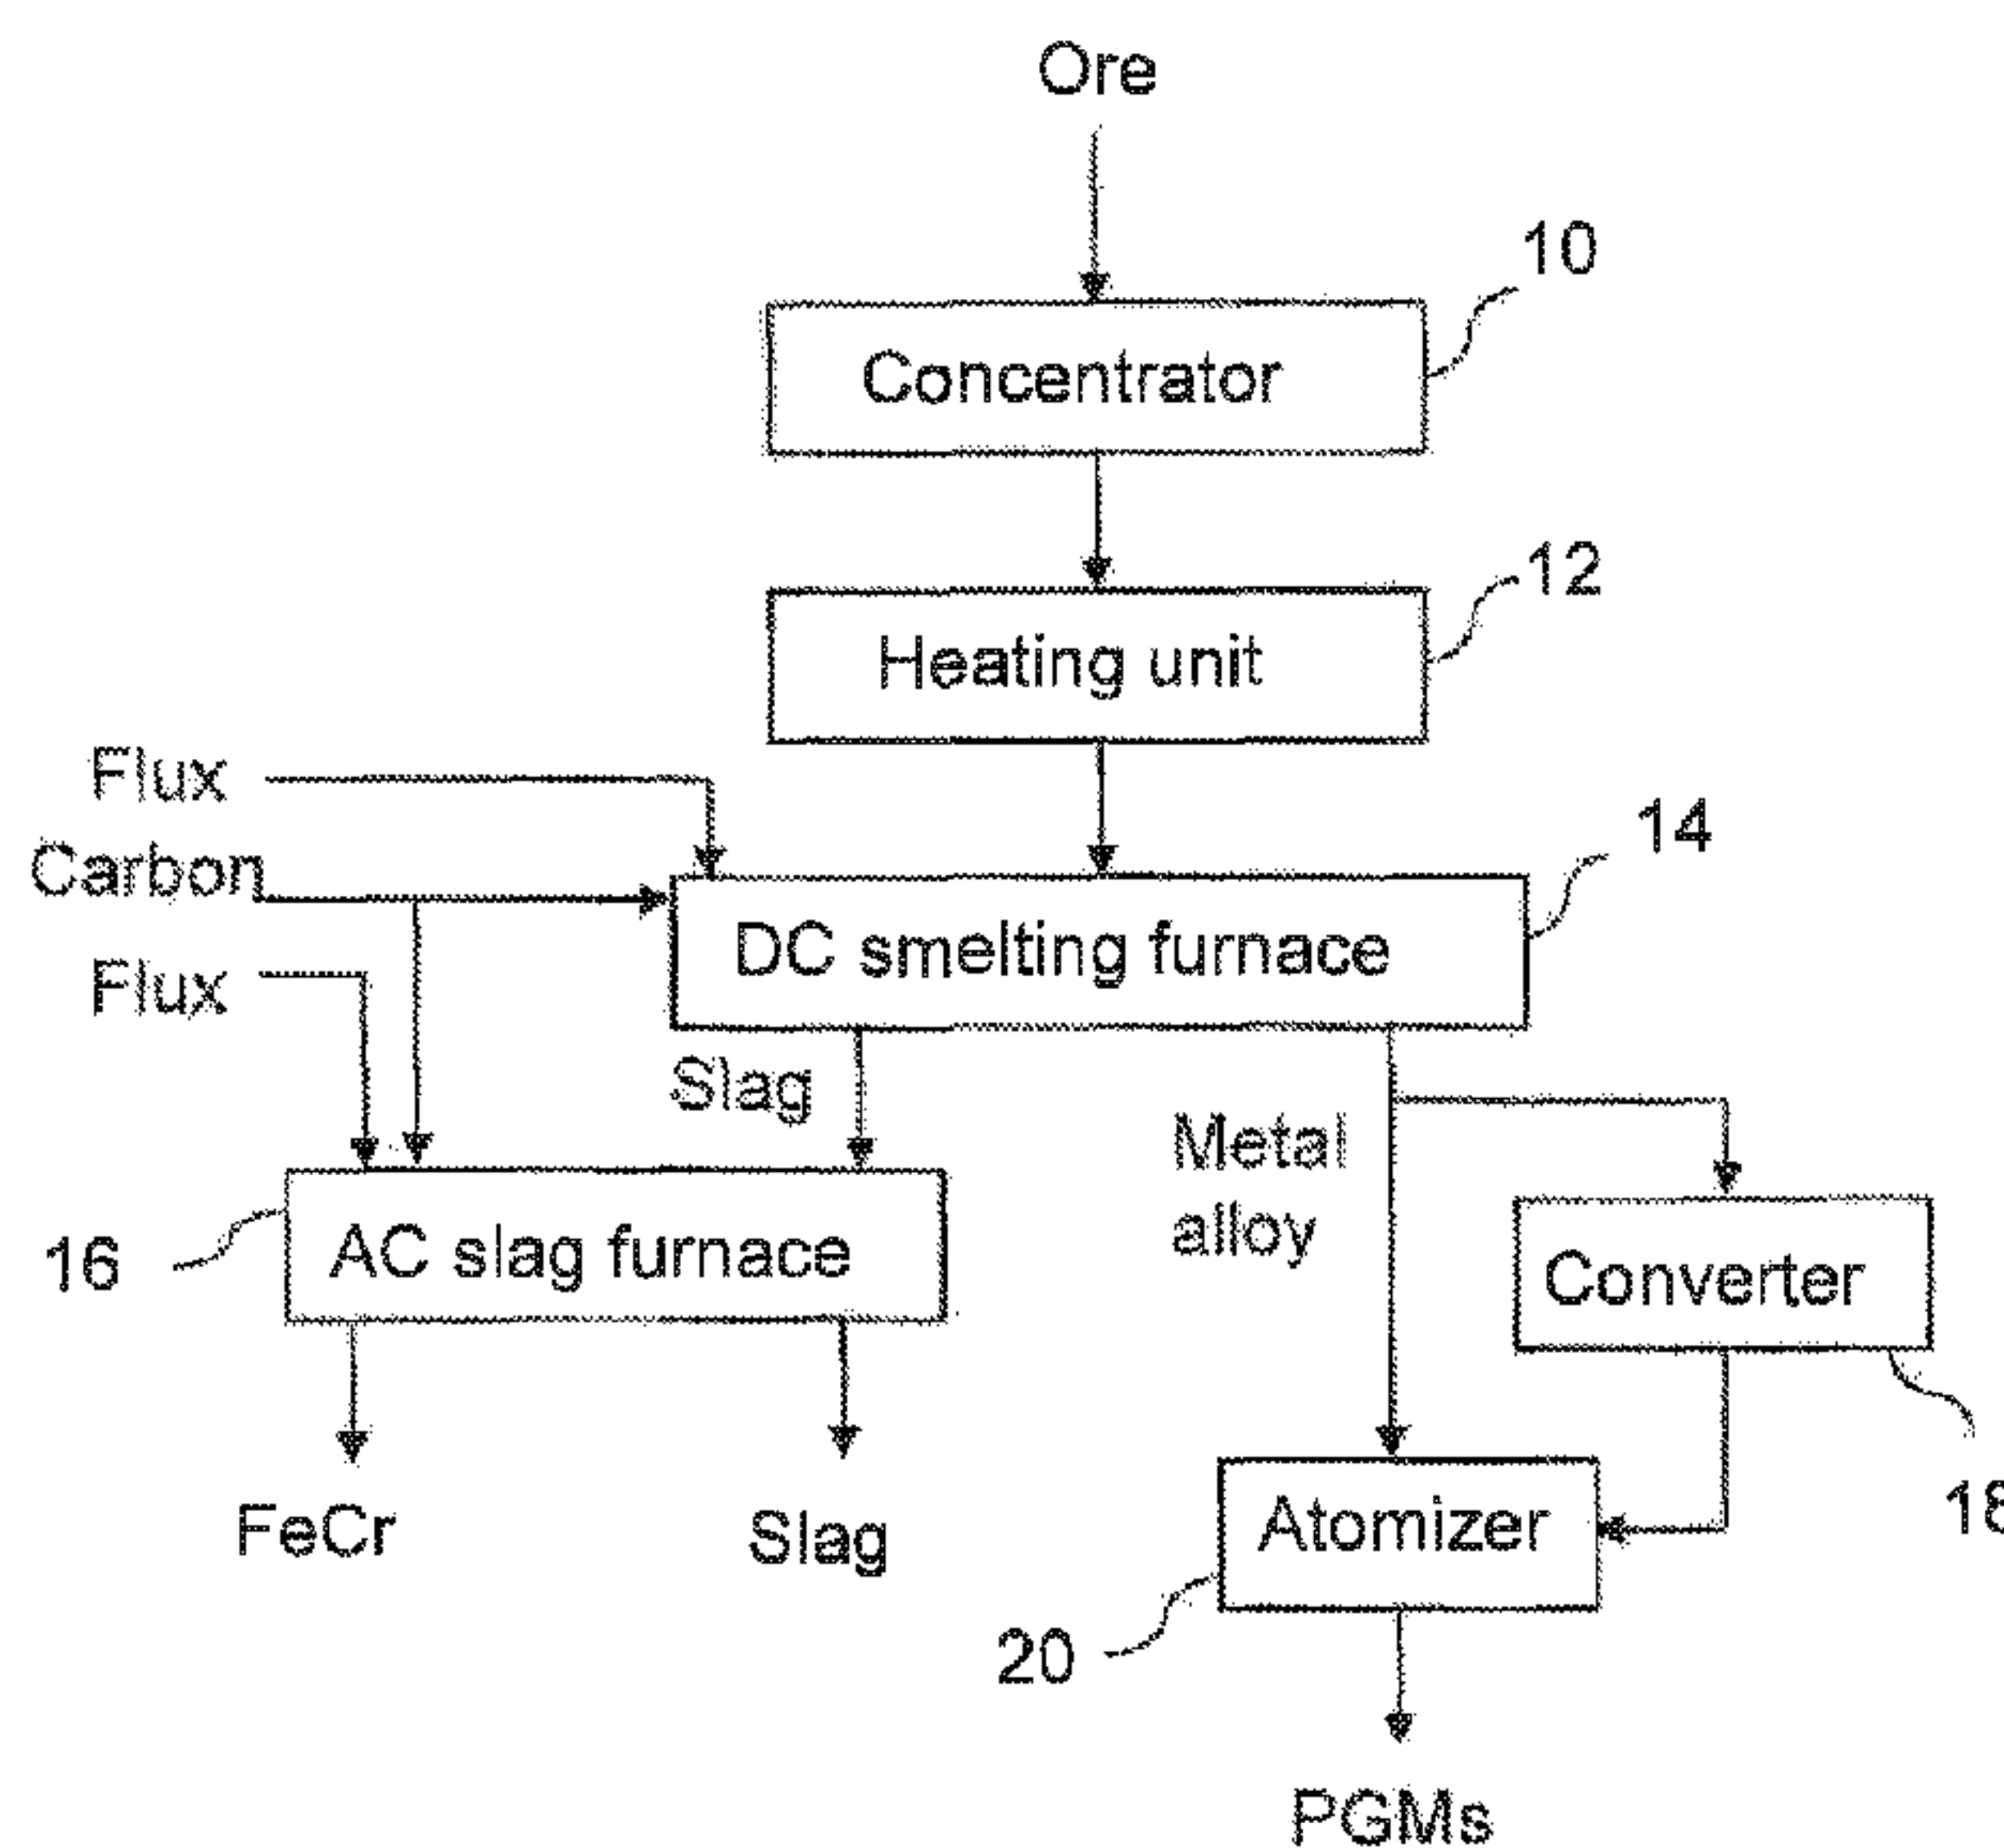 Ore
10
Concentrator
12
Heating unit
Flux
14
Carbon
DC smelting furnace
Flux
Slag
Metal
alloy
16
AC slag furnace
Converter
18
FeCr
Slag
Atomizer
20
PGMs